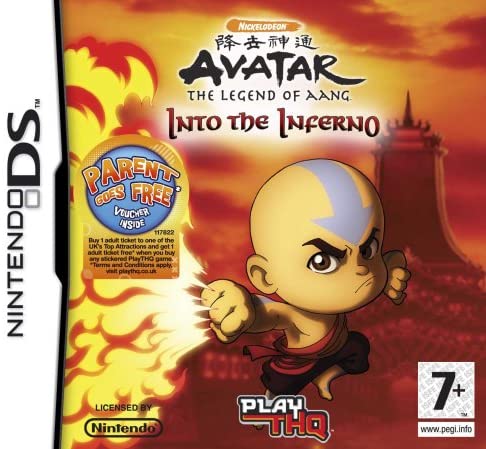 NICKELODEON
降击神通
AVATAR
THE LEGEND OF AANG
INTO THE INFERNO
NINTENDO DS™
PARENT
GOES FREE
VOUCHER
INSIDE
117822
Buy 1 adult ticket to one of the
UK's Top Attractions and get 1
adult ticket free* when you buy
any stickered PlayTHQ game.
*Terms and Conditions apply,
visit playthq.co.uk
LICENSED BY
Nintendo
PLAY
THQ
7+
www.pegi.info